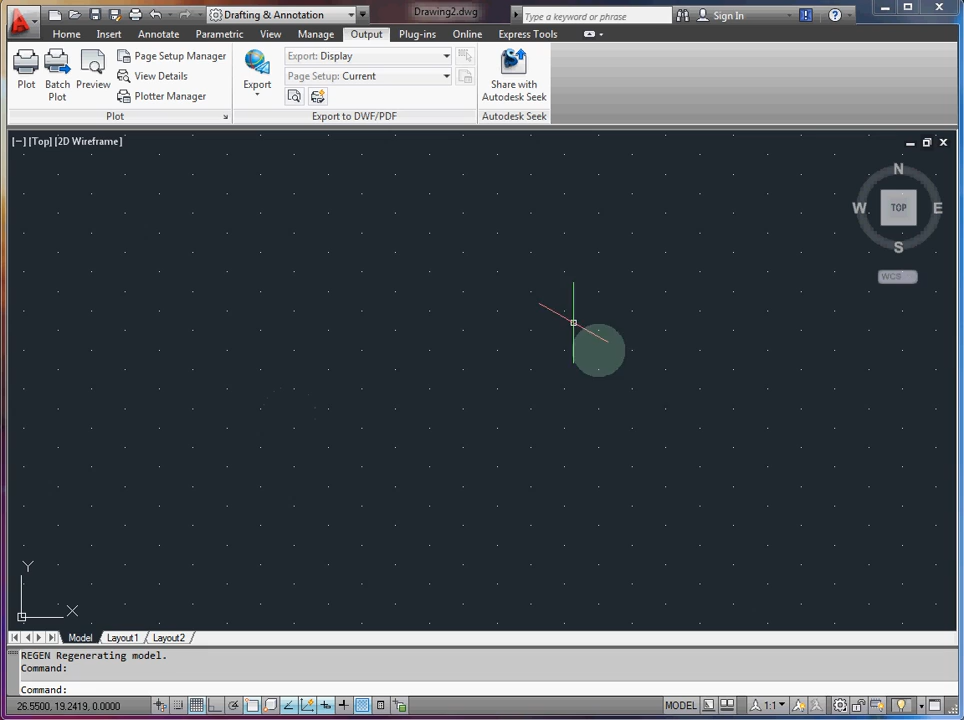 Drafting & Annotation
Drawing2.dwg
Type a keyword or phrase
Sign In
Home Insert Annotate Parametric View Manage Output Plug-ins Online Express Tools
Plot
Batch Plot
Preview
Page Setup Manager
View Details
Plotter Manager
Plot
Export
Export: Display
Page Setup: Current
Export to DWF/PDF
Share with
Autodesk Seek
Autodesk Seek
[−] [Top] [2D Wireframe]
N
W TOP E
S
WCS
Y
X
Model Layout1 Layout2
REGEN Regenerating model.
Command:
Command:
26.5500, 19.2419, 0.0000
MODEL
1:1